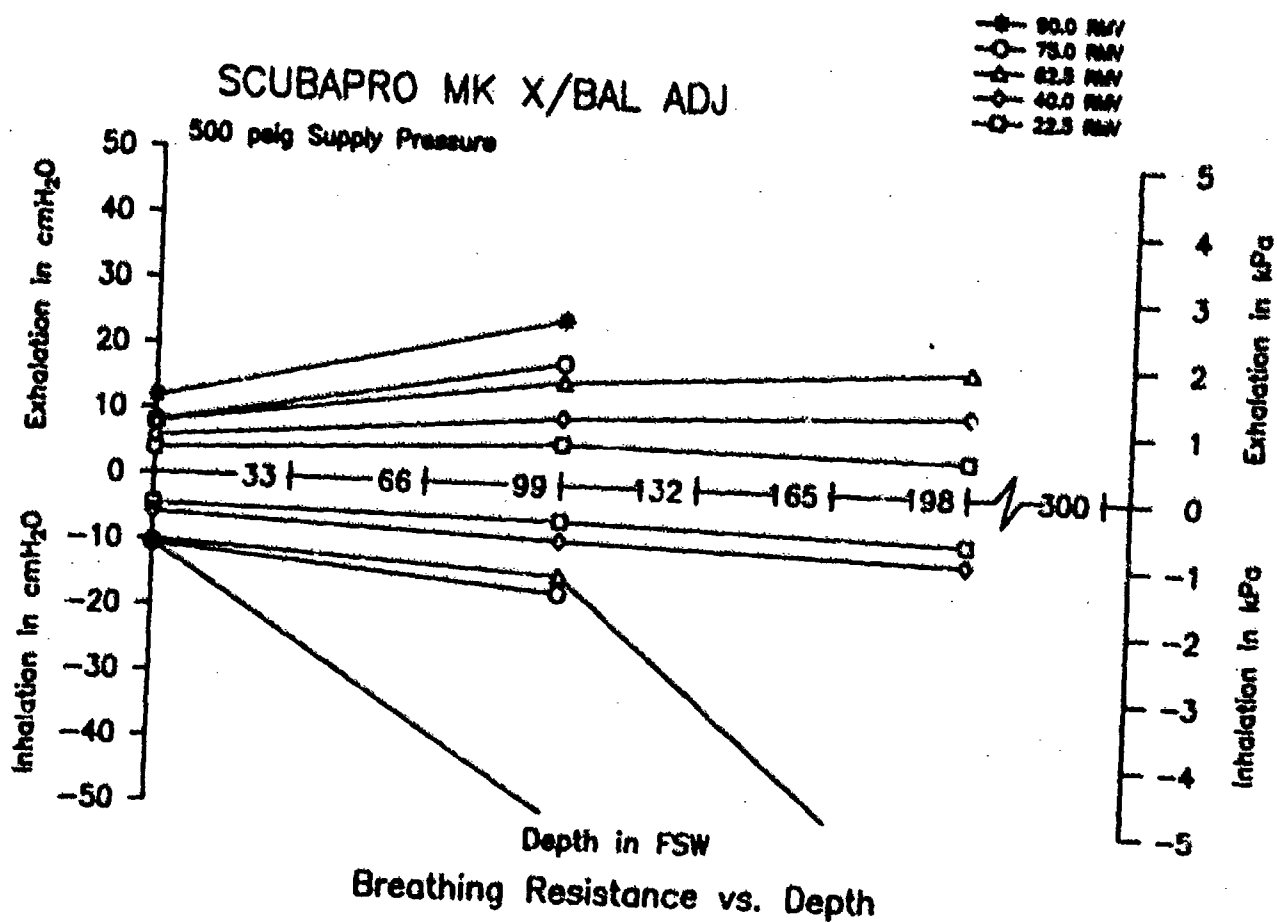 90.0 RMV
75.0 RMV
62.5 RMV
40.0 RMV
22.5 RMV
SCUBAPRO MK X/BAL ADJ
500 psig Supply Pressure
Exhalation in cmH₂O
50
40
30
20
10
0
Inhalation in cmH₂O
-10
-20
-30
-40
-50
33 66 99 132 165 198 300
5
4
3
2
1
0
-1
-2
-3
-4
-5
Exhalation in kPa
Inhalation in kPa
Depth in FSW
Breathing Resistance vs. Depth